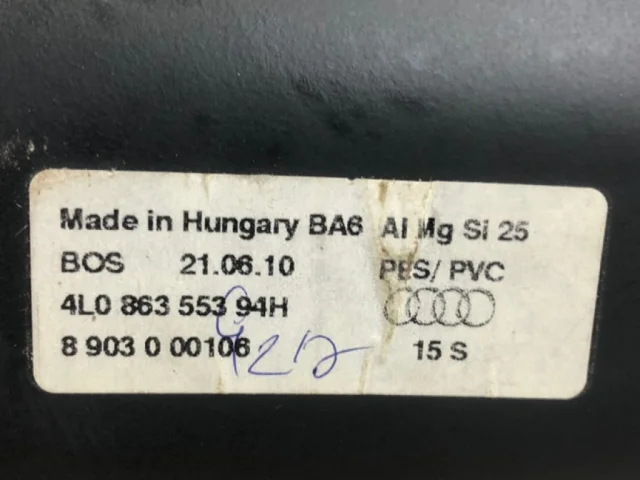 Made in Hungary BA6 Al Mg Si 25
BOS 21.06.10 PES/ PVC
4L0 863 553 94H
8 903 0 00106 15 S